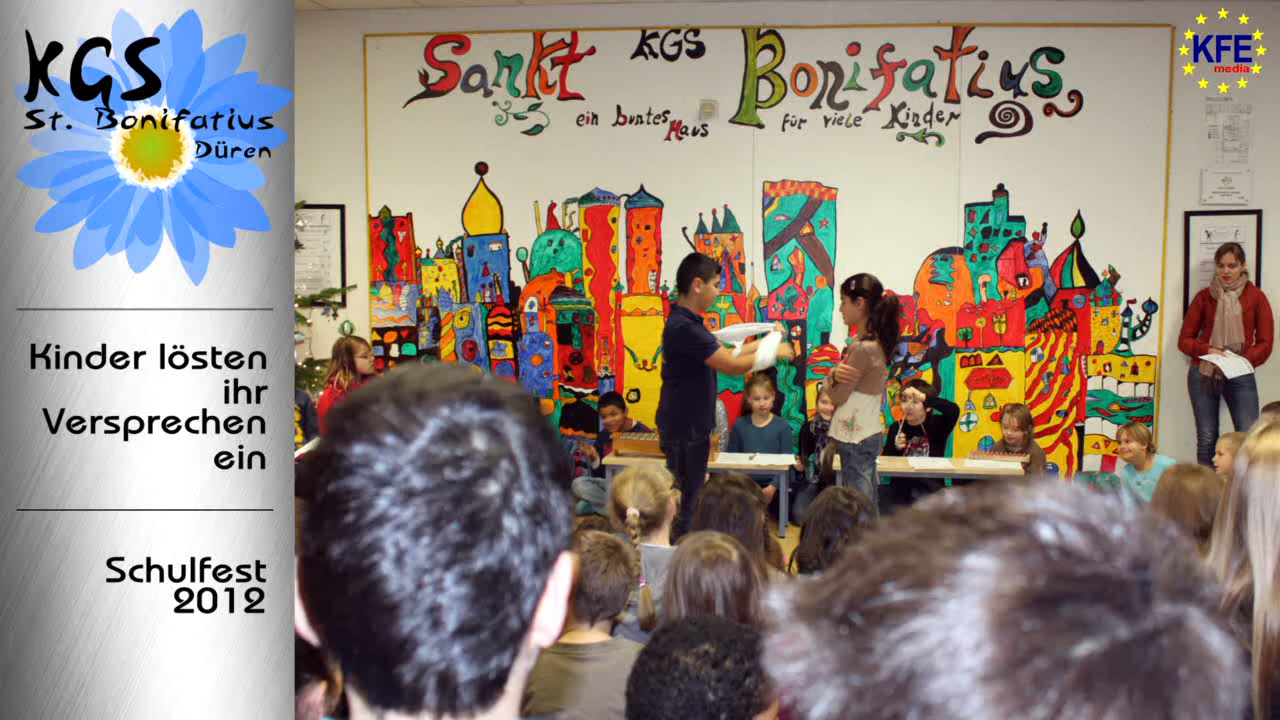 KGS
St. Bonifatius
Düren
Kinder lösten
ihr
Versprechen
ein
Schulfest
2012
Sankt KGS Bonifatius
ein buntes Haus für viele Kinder
K
KFE
media